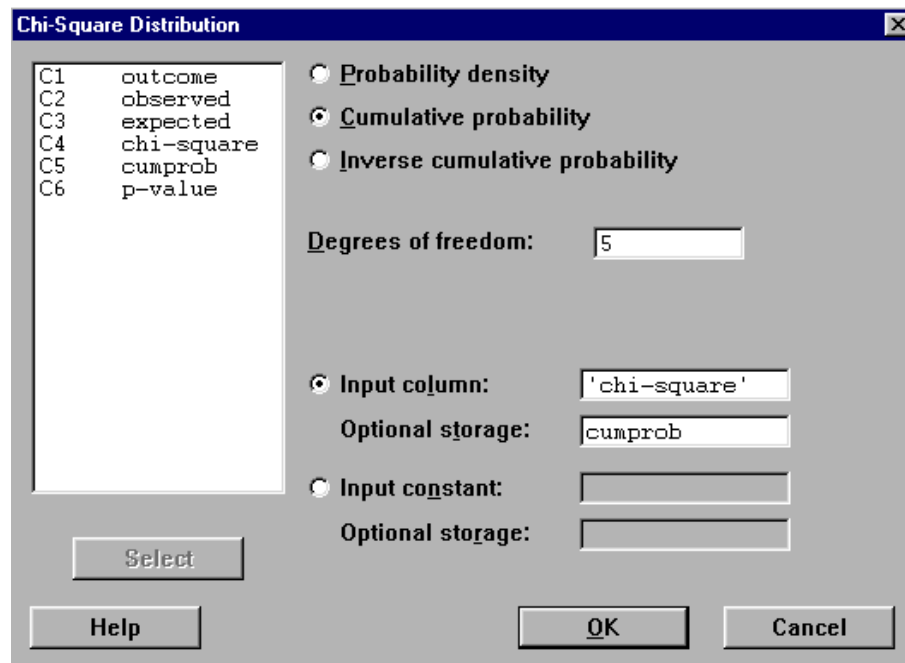 Chi-Square Distribution
C1 outcome
C2 observed
C3 expected
C4 chi-square
C5 cumprob
C6 p-value
Probability density
Cumulative probability
Inverse cumulative probability
Degrees of freedom: 5
Input column: 'chi-square'
Optional storage: cumprob
Input constant:
Optional storage:
Select
Help OK Cancel